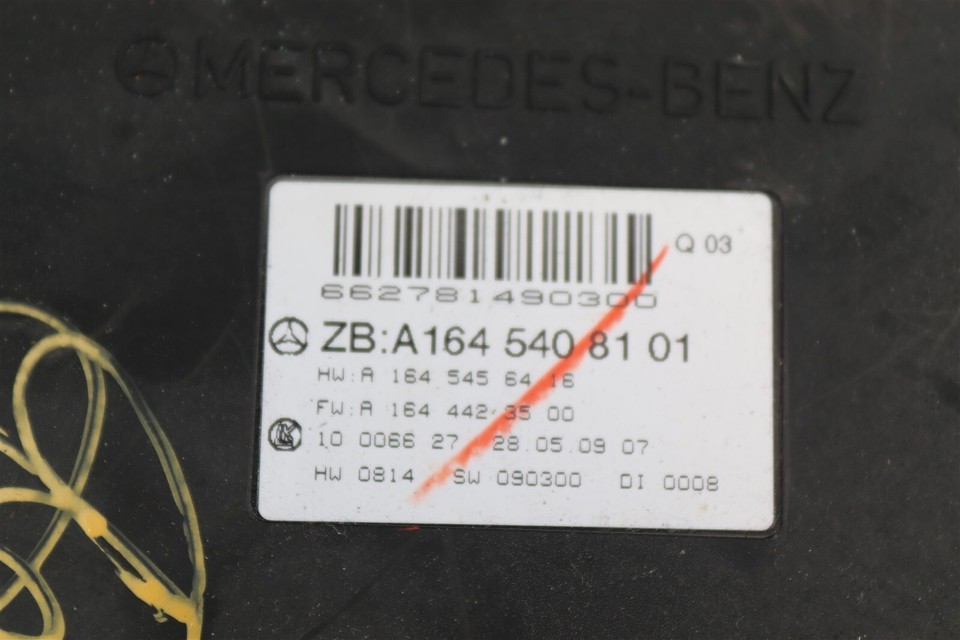 MERCEDES-BENZ
Q 03
662781490300
ZB:A 164 540 81 01
HW:A 164 545 64 16
FW:A 164 442 35 00
10 0066 27 28.05.09 07
HW 0814 SW 090300 DI 0008